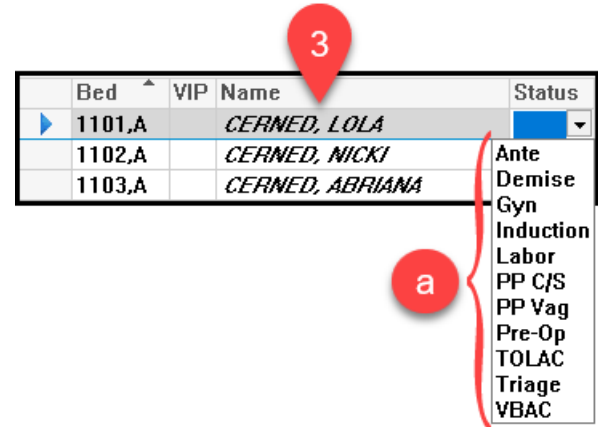 3
Bed VIP Name Status
1101,A CERNED, LOLA
1102,A CERNED, NICKI
1103,A CERNED, ABRIANA
a
Ante
Demise
Gyn
Induction
Labor
PP C/S
PP Vag
Pre-Op
TOLAC
Triage
VBAC